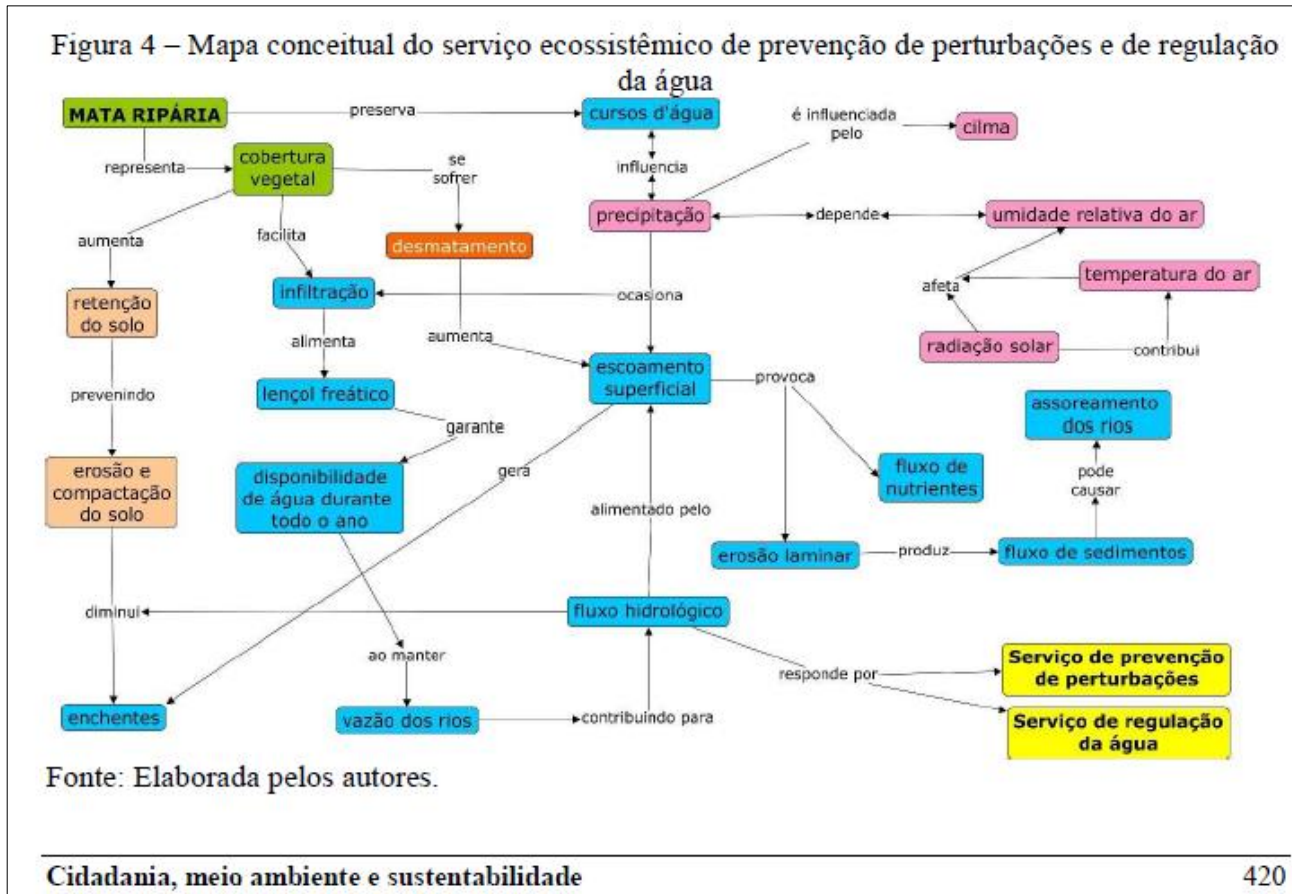 Figura 4 – Mapa conceitual do serviço ecossistêmico de prevenção de perturbações e de regulação
da água
MATA RIPÁRIA
preserva
cursos d'água
é influenciada
pelo
cilma
representa
cobertura
vegetal
se
sofrer
influencia
precipitação
depende
umidade relativa do ar
aumenta
facilita
desmatamento
retenção
do solo
infiltração
ocasiona
afeta
temperatura do ar
alimenta
aumenta
radiação solar
contribui
prevenindo
lençol freático
escoamento
superficial
provoca
assoreamento
dos rios
garante
erosão e
compactação
do solo
disponibilidade
de água durante
todo o ano
gera
fluxo de
nutrientes
pode
causar
alimentado pelo
erosão laminar
produz
fluxo de sedimentos
diminui
fluxo hidrológico
ao manter
responde por
Serviço de prevenção
de perturbações
enchentes
vazão dos rios
contribuindo para
Serviço de regulação
da água
Fonte: Elaborada pelos autores.
Cidadania, meio ambiente e sustentabilidade 420